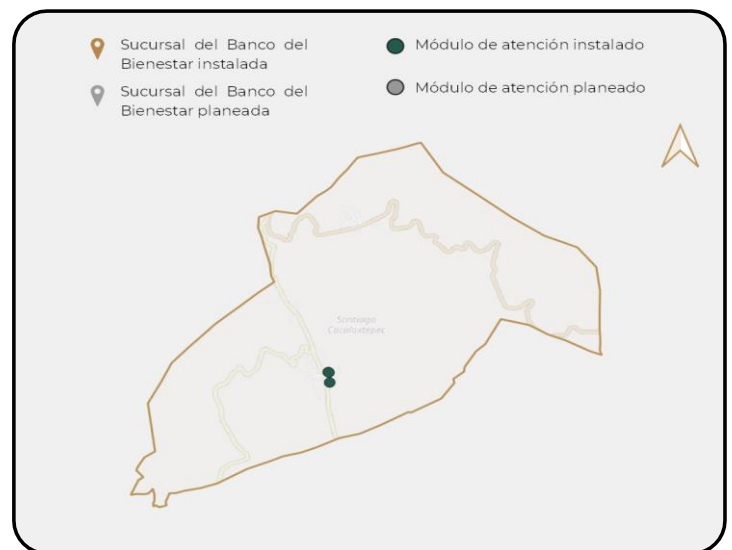 Sucursal del Banco del
Bienestar instalada
Sucursal del Banco del
Bienestar planeada
Módulo de atención instalado
Módulo de atención planeado
Santiago
Cacaloxtepec